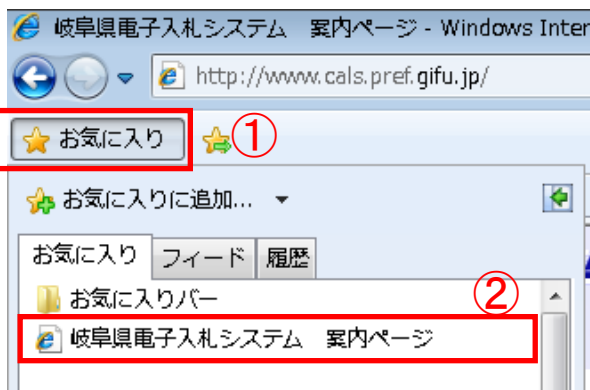 岐阜県電子入札システム　案内ページ - Windows Inter
http://www.cals.pref.gifu.jp/
お気に入り ①
お気に入りに追加...
お気に入り フィード 履歴
お気に入りバー ②
岐阜県電子入札システム　案内ページ